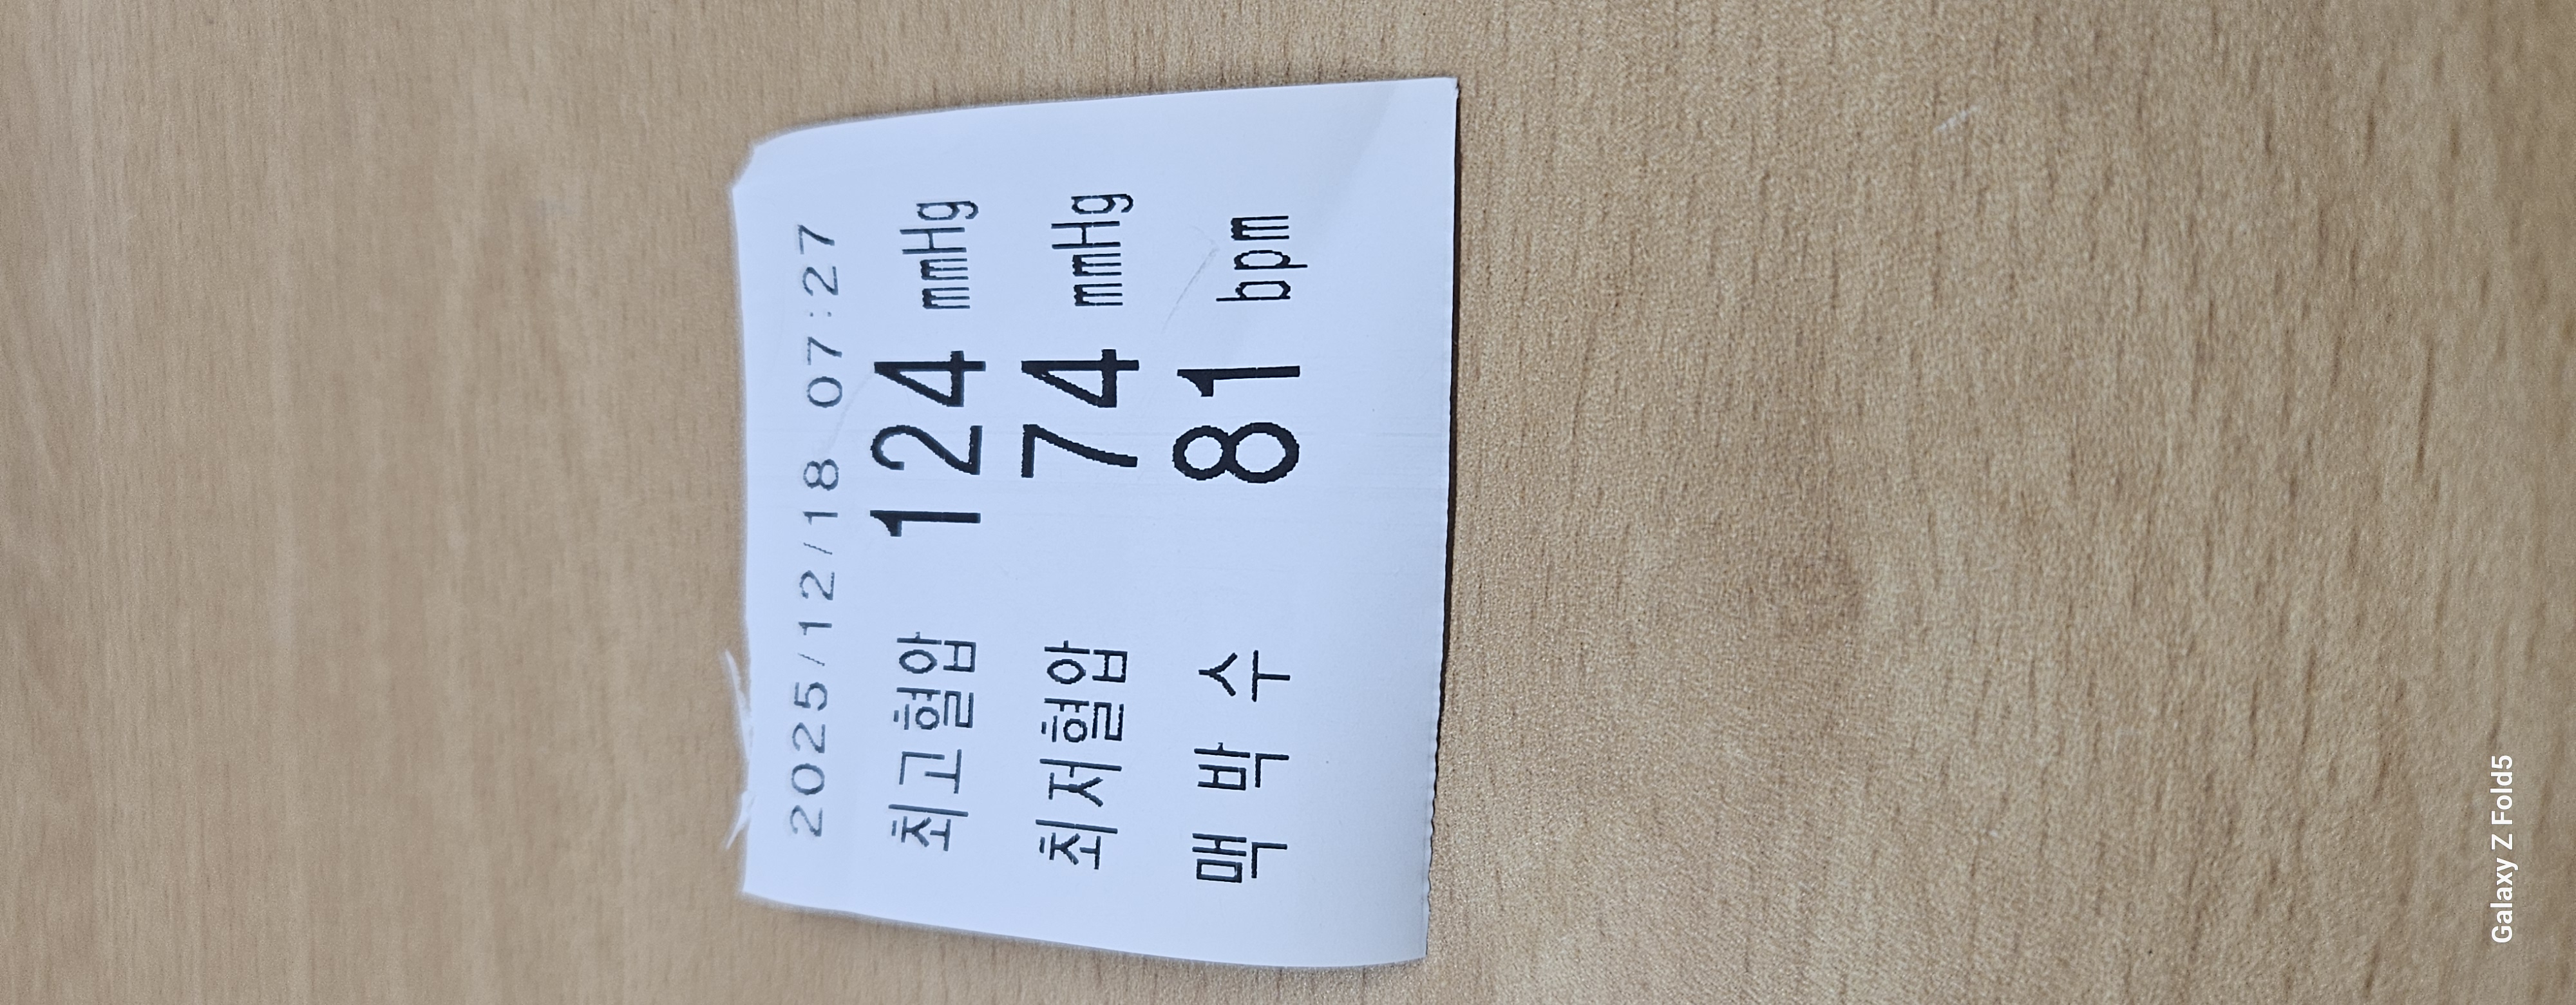 2025/12/18 07:27
최고혈압 124 mmHg
최저혈압 74 mmHg
맥 박 수 81 bpm
Galaxy Z Fold5